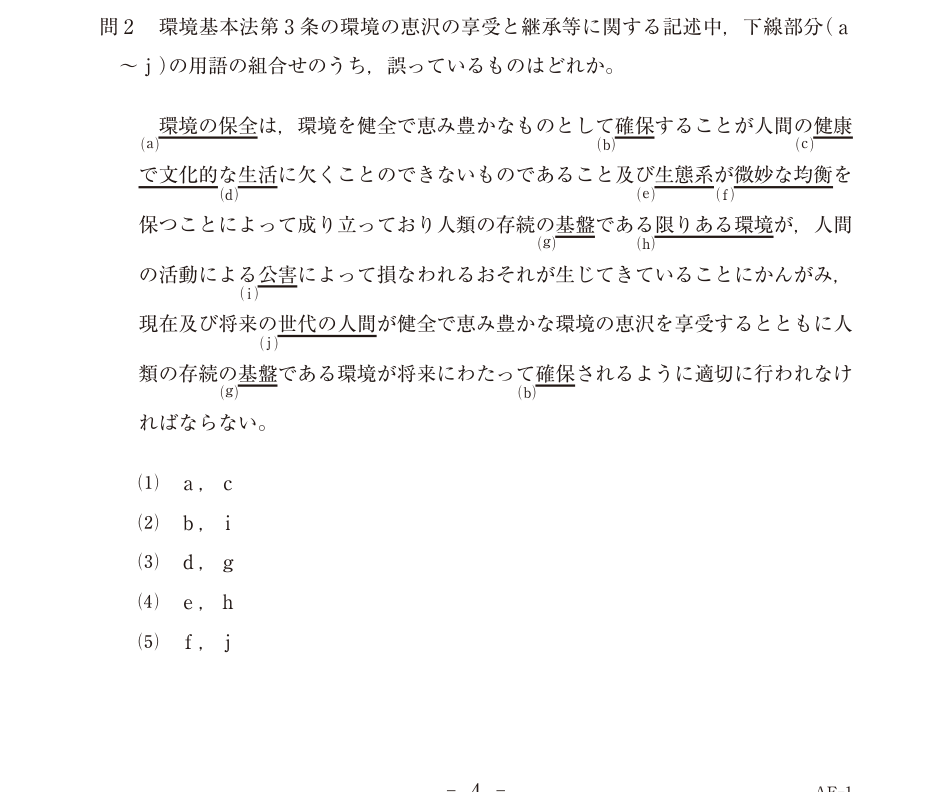 問2　環境基本法第3条の環境の恵沢の享受と継承等に関する記述中，下線部分(a
～j)の用語の組合せのうち，誤っているものはどれか。
(a)環境の保全は，環境を健全で恵み豊かなものとして(b)確保することが人間の(c)健康
で文化的な(d)生活に欠くことのできないものであること及び(e)生態系が(f)微妙な均衡を
保つことによって成り立っており人類の存続の(g)基盤である(h)限りある環境が，人間
の活動による(i)公害によって損なわれるおそれが生じてきていることにかんがみ，
現在及び将来の(j)世代の人間が健全で恵み豊かな環境の恵沢を享受するとともに人
類の存続の(g)基盤である環境が将来にわたって(b)確保されるように適切に行われなけ
ればならない。
(1)　a，c
(2)　b，i
(3)　d，g
(4)　e，h
(5)　f，j
－ 4 －
AE-1